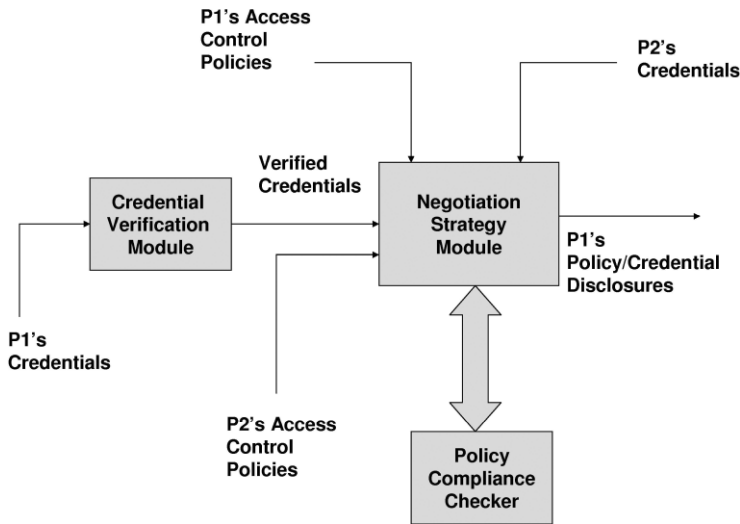 P1's Access
Control
Policies
P2's
Credentials
Verified
Credentials
Credential
Verification
Module
Negotiation
Strategy
Module
P1's
Policy/Credential
Disclosures
P1's
Credentials
P2's Access
Control
Policies
Policy
Compliance
Checker